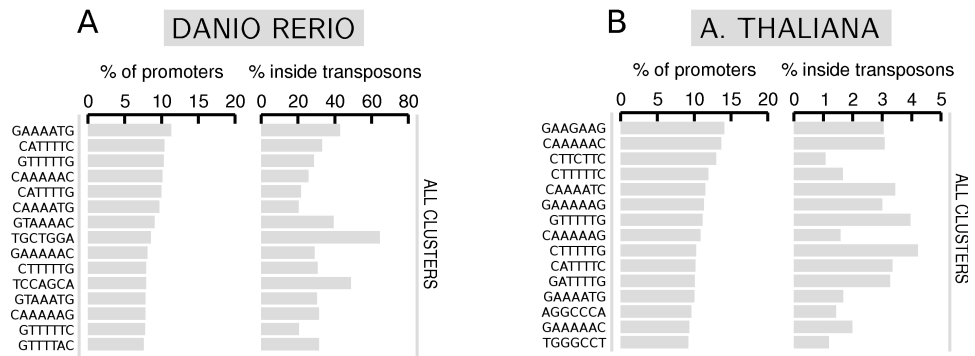 A DANIO RERIO
% of promoters % inside transposons
0 5 10 15 20 0 20 40 60 80
GAAAATG
CATTTTC
GTTTTTG
CAAAAAC
CATTTTG
CAAAATG
GTAAAAC
TGCTGGA
GAAAAAC
CTTTTTG
TCCAGCA
GTAAATG
CAAAAAG
GTTTTTC
GTTTTAC
ALL CLUSTERS
B A. THALIANA
% of promoters % inside transposons
0 5 10 15 20 0 1 2 3 4 5
GAAGAAG
CAAAAAC
CTTCTTC
CTTTTTC
CAAAATC
GAAAAAG
GTTTTTG
CAAAAAG
CTTTTTG
CATTTTC
GATTTTG
GAAAATG
AGGCCCA
GAAAAAC
TGGGCCT
ALL CLUSTERS